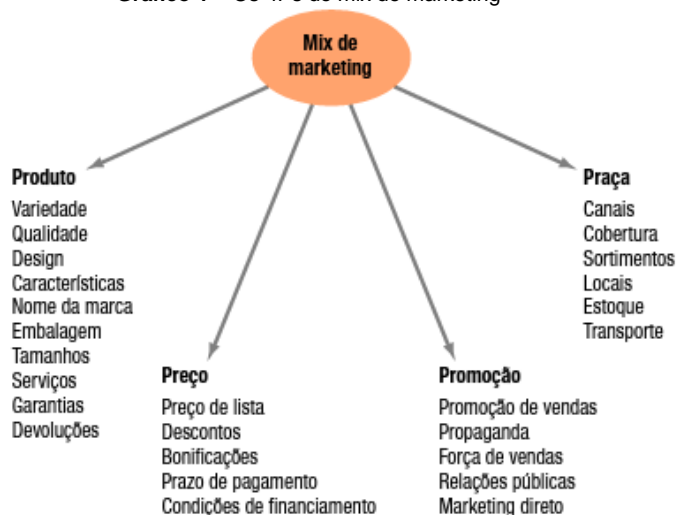 Mix de
marketing
Produto
Variedade
Qualidade
Design
Características
Nome da marca
Embalagem
Tamanhos
Serviços
Garantias
Devoluções
Preço
Preço de lista
Descontos
Bonificações
Prazo de pagamento
Condições de financiamento
Promoção
Promoção de vendas
Propaganda
Força de vendas
Relações públicas
Marketing direto
Praça
Canais
Cobertura
Sortimentos
Locais
Estoque
Transporte